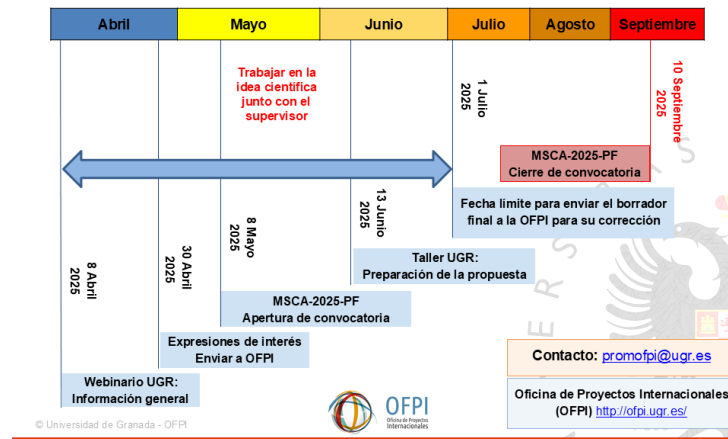 Abril
Mayo
Junio
Julio
Agosto
Septiembre
Trabajar en la
idea científica
junto con el
supervisor
1 Julio
2025
10 Septiembre
2025
MSCA-2025-PF
Cierre de convocatoria
Fecha límite para enviar el borrador
final a la OFPI para su corrección
13 Junio
2025
8 Mayo
2025
30 Abril
2025
8 Abril
2025
Taller UGR:
Preparación de la propuesta
MSCA-2025-PF
Apertura de convocatoria
Expresiones de interés
Enviar a OFPI
Webinario UGR:
Información general
Contacto: promofpi@ugr.es
Oficina de Proyectos Internacionales
(OFPI) http://ofpi.ugr.es/
OFPI
Oficina de Proyectos
Internacionales
© Universidad de Granada - OFPI